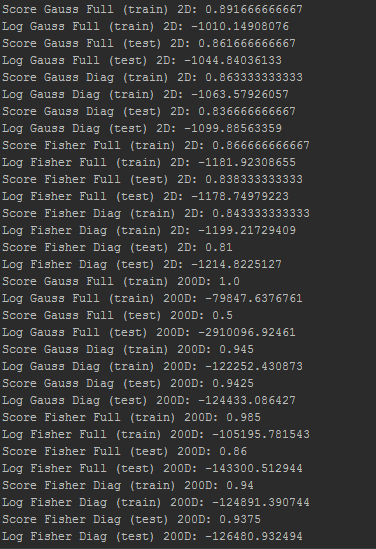 Score Gauss Full (train) 2D: 0.891666666667
Log Gauss Full (train) 2D: -1010.14908076
Score Gauss Full (test) 2D: 0.861666666667
Log Gauss Full (test) 2D: -1044.84036133
Score Gauss Diag (train) 2D: 0.863333333333
Log Gauss Diag (train) 2D: -1063.57926057
Score Gauss Diag (test) 2D: 0.836666666667
Log Gauss Diag (test) 2D: -1099.88563359
Score Fisher Full (train) 2D: 0.866666666667
Log Fisher Full (train) 2D: -1181.92308655
Score Fisher Full (test) 2D: 0.838333333333
Log Fisher Full (test) 2D: -1178.74979223
Score Fisher Diag (train) 2D: 0.843333333333
Log Fisher Diag (train) 2D: -1199.21729409
Score Fisher Diag (test) 2D: 0.81
Log Fisher Diag (test) 2D: -1214.8225127
Score Gauss Full (train) 200D: 1.0
Log Gauss Full (train) 200D: -79847.6376761
Score Gauss Full (test) 200D: 0.5
Log Gauss Full (test) 200D: -2910096.92461
Score Gauss Diag (train) 200D: 0.945
Log Gauss Diag (train) 200D: -122252.430873
Score Gauss Diag (test) 200D: 0.9425
Log Gauss Diag (test) 200D: -124433.086427
Score Fisher Full (train) 200D: 0.985
Log Fisher Full (train) 200D: -105195.781543
Score Fisher Full (test) 200D: 0.86
Log Fisher Full (test) 200D: -143300.512944
Score Fisher Diag (train) 200D: 0.94
Log Fisher Diag (train) 200D: -124891.390744
Score Fisher Diag (test) 200D: 0.9375
Log Fisher Diag (test) 200D: -126480.932494